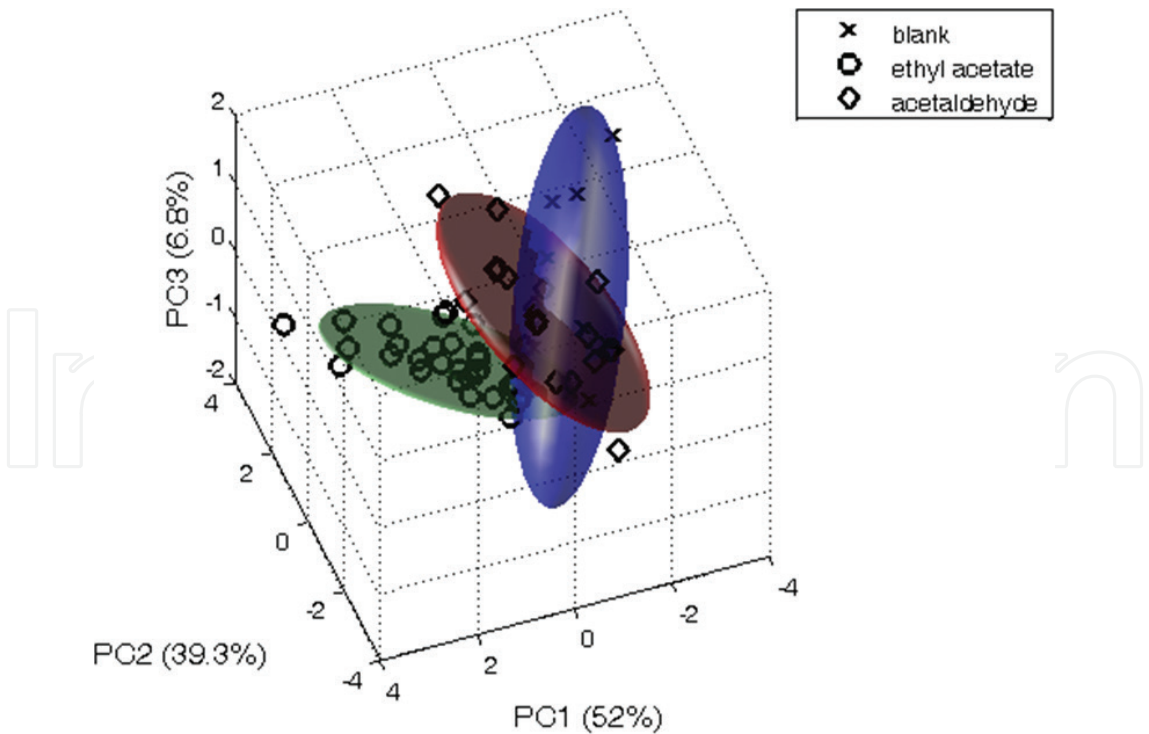 blank
ethyl acetate
acetaldehyde
2
1
0
-1
-2
PC3 (6.8%)
4
2
0
-2
-4
PC2 (39.3%)
4
2
0
-2
-4
PC1 (52%)